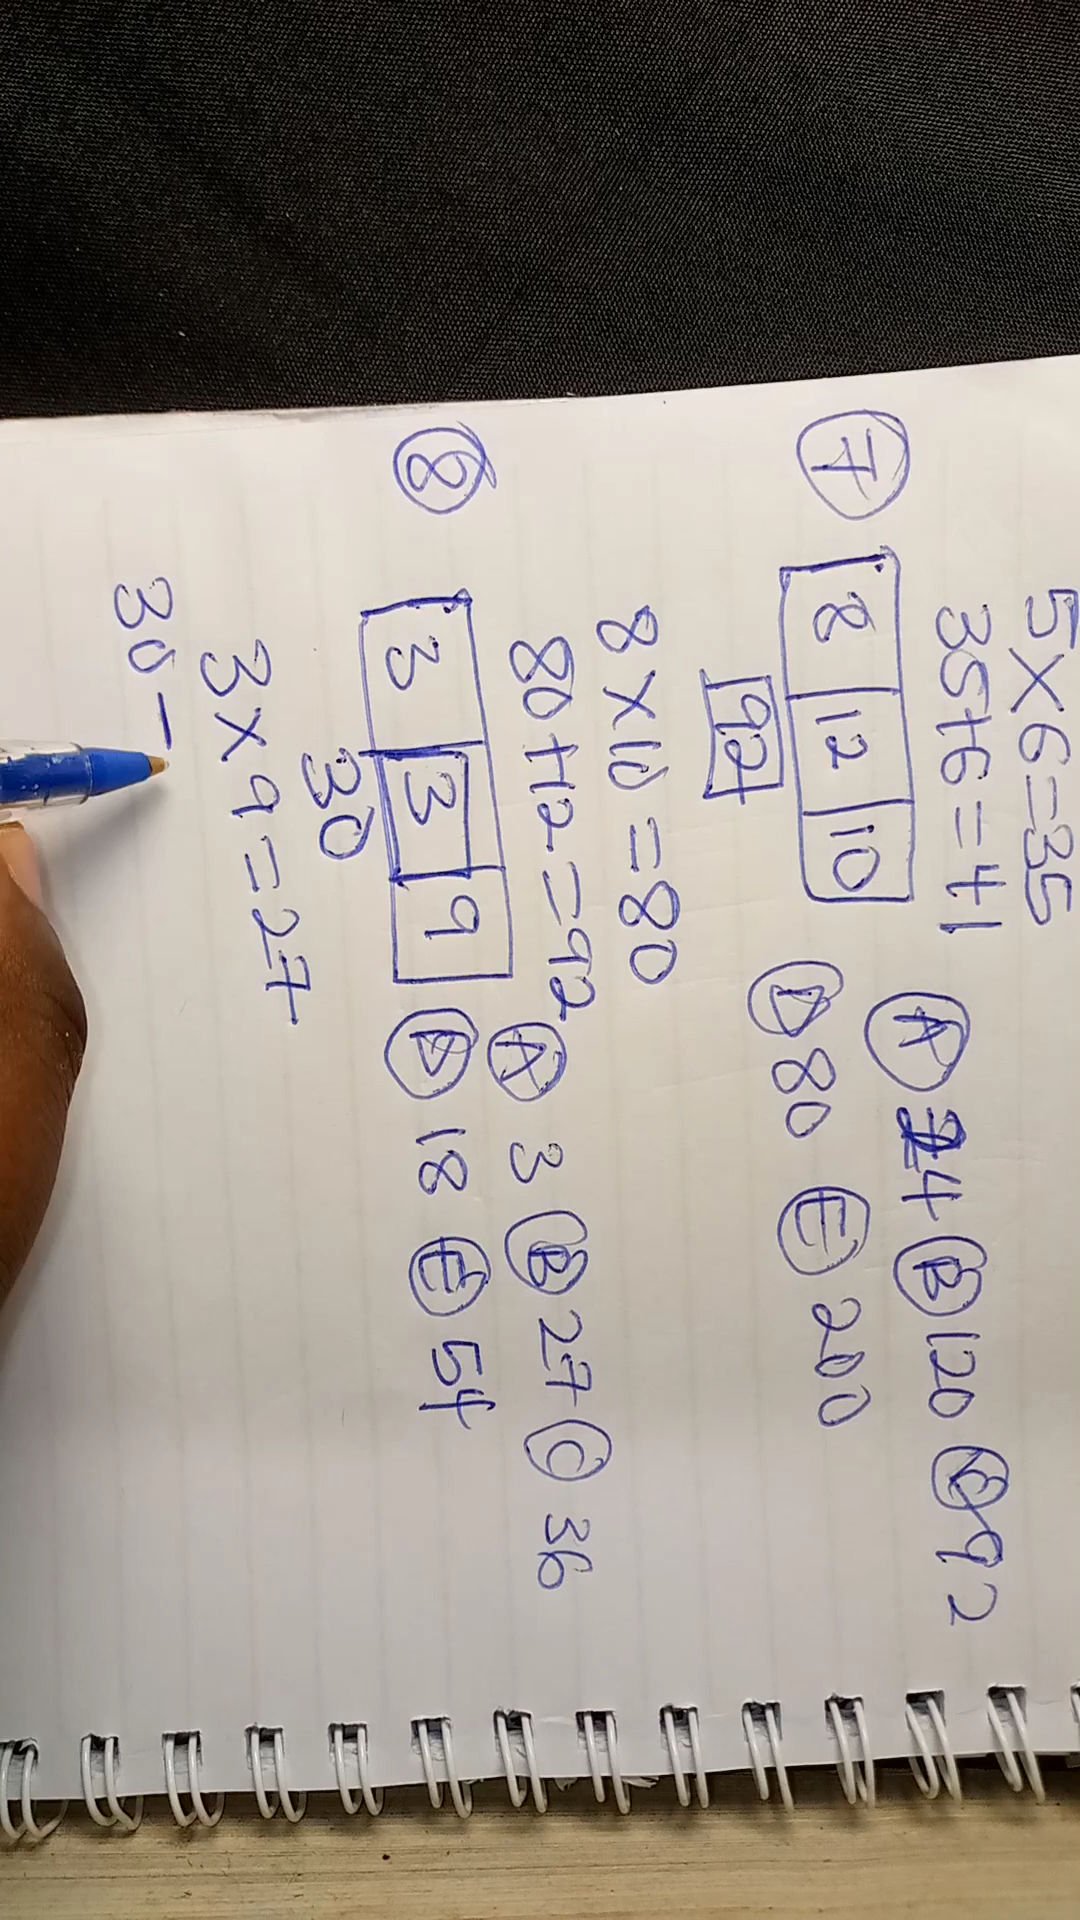 5×6=35
35+6=41
7 8 12 10
92
A 24 B 120 C 92
D 80 E 200
8×10=80
80+12=92
8 3 3 9
30
A 3 B 27 C 36
D 18 E 54
3×9=27
30-